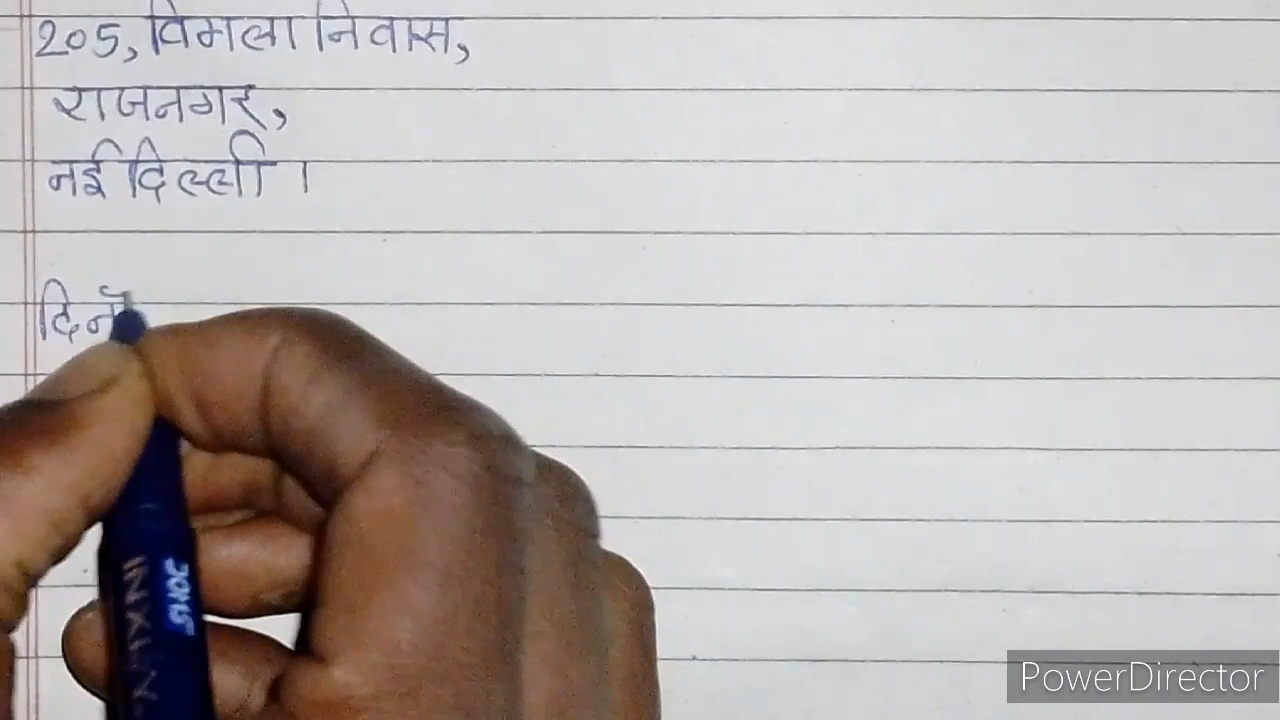 205, विमला निवास,
राजनगर,
नई दिल्ली ।
दिनाँ
PowerDirector